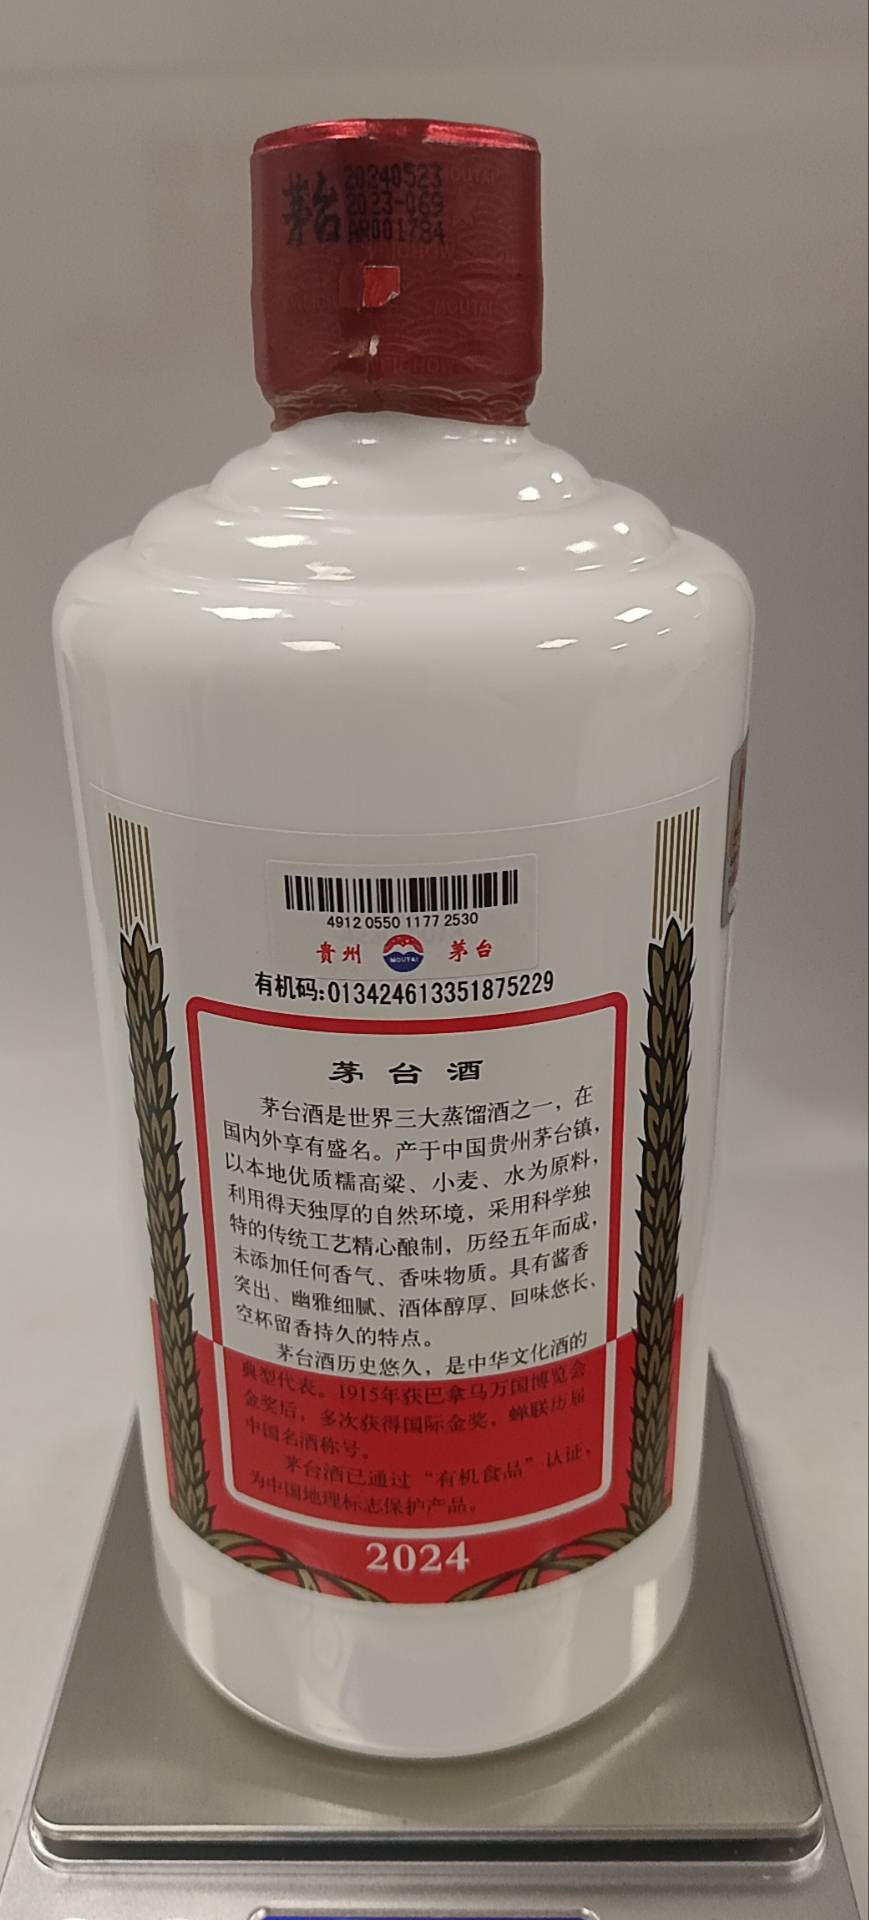 茅台
20240523
2023-069
AR001784
4912 0550 1177 2530
贵州 MOUTAI 茅台
有机码:013424613351875229
茅台酒
茅台酒是世界三大蒸馏酒之一，在
国内外享有盛名。产于中国贵州茅台镇，
以本地优质糯高粱、小麦、水为原料，
利用得天独厚的自然环境，采用科学独
特的传统工艺精心酿制，历经五年而成，
未添加任何香气、香味物质。具有酱香
突出、幽雅细腻、酒体醇厚、回味悠长、
空杯留香持久的特点。
茅台酒历史悠久，是中华文化酒的
典型代表。1915年获巴拿马万国博览会
金奖后，多次获得国际金奖，蝉联历届
中国名酒称号。
茅台酒已通过“有机食品”认证，
为中国地理标志保护产品。
2024